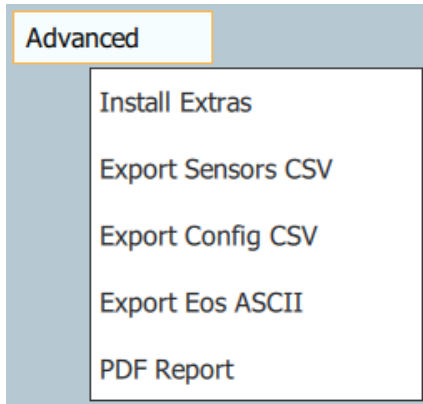 Advanced
Install Extras
Export Sensors CSV
Export Config CSV
Export Eos ASCII
PDF Report